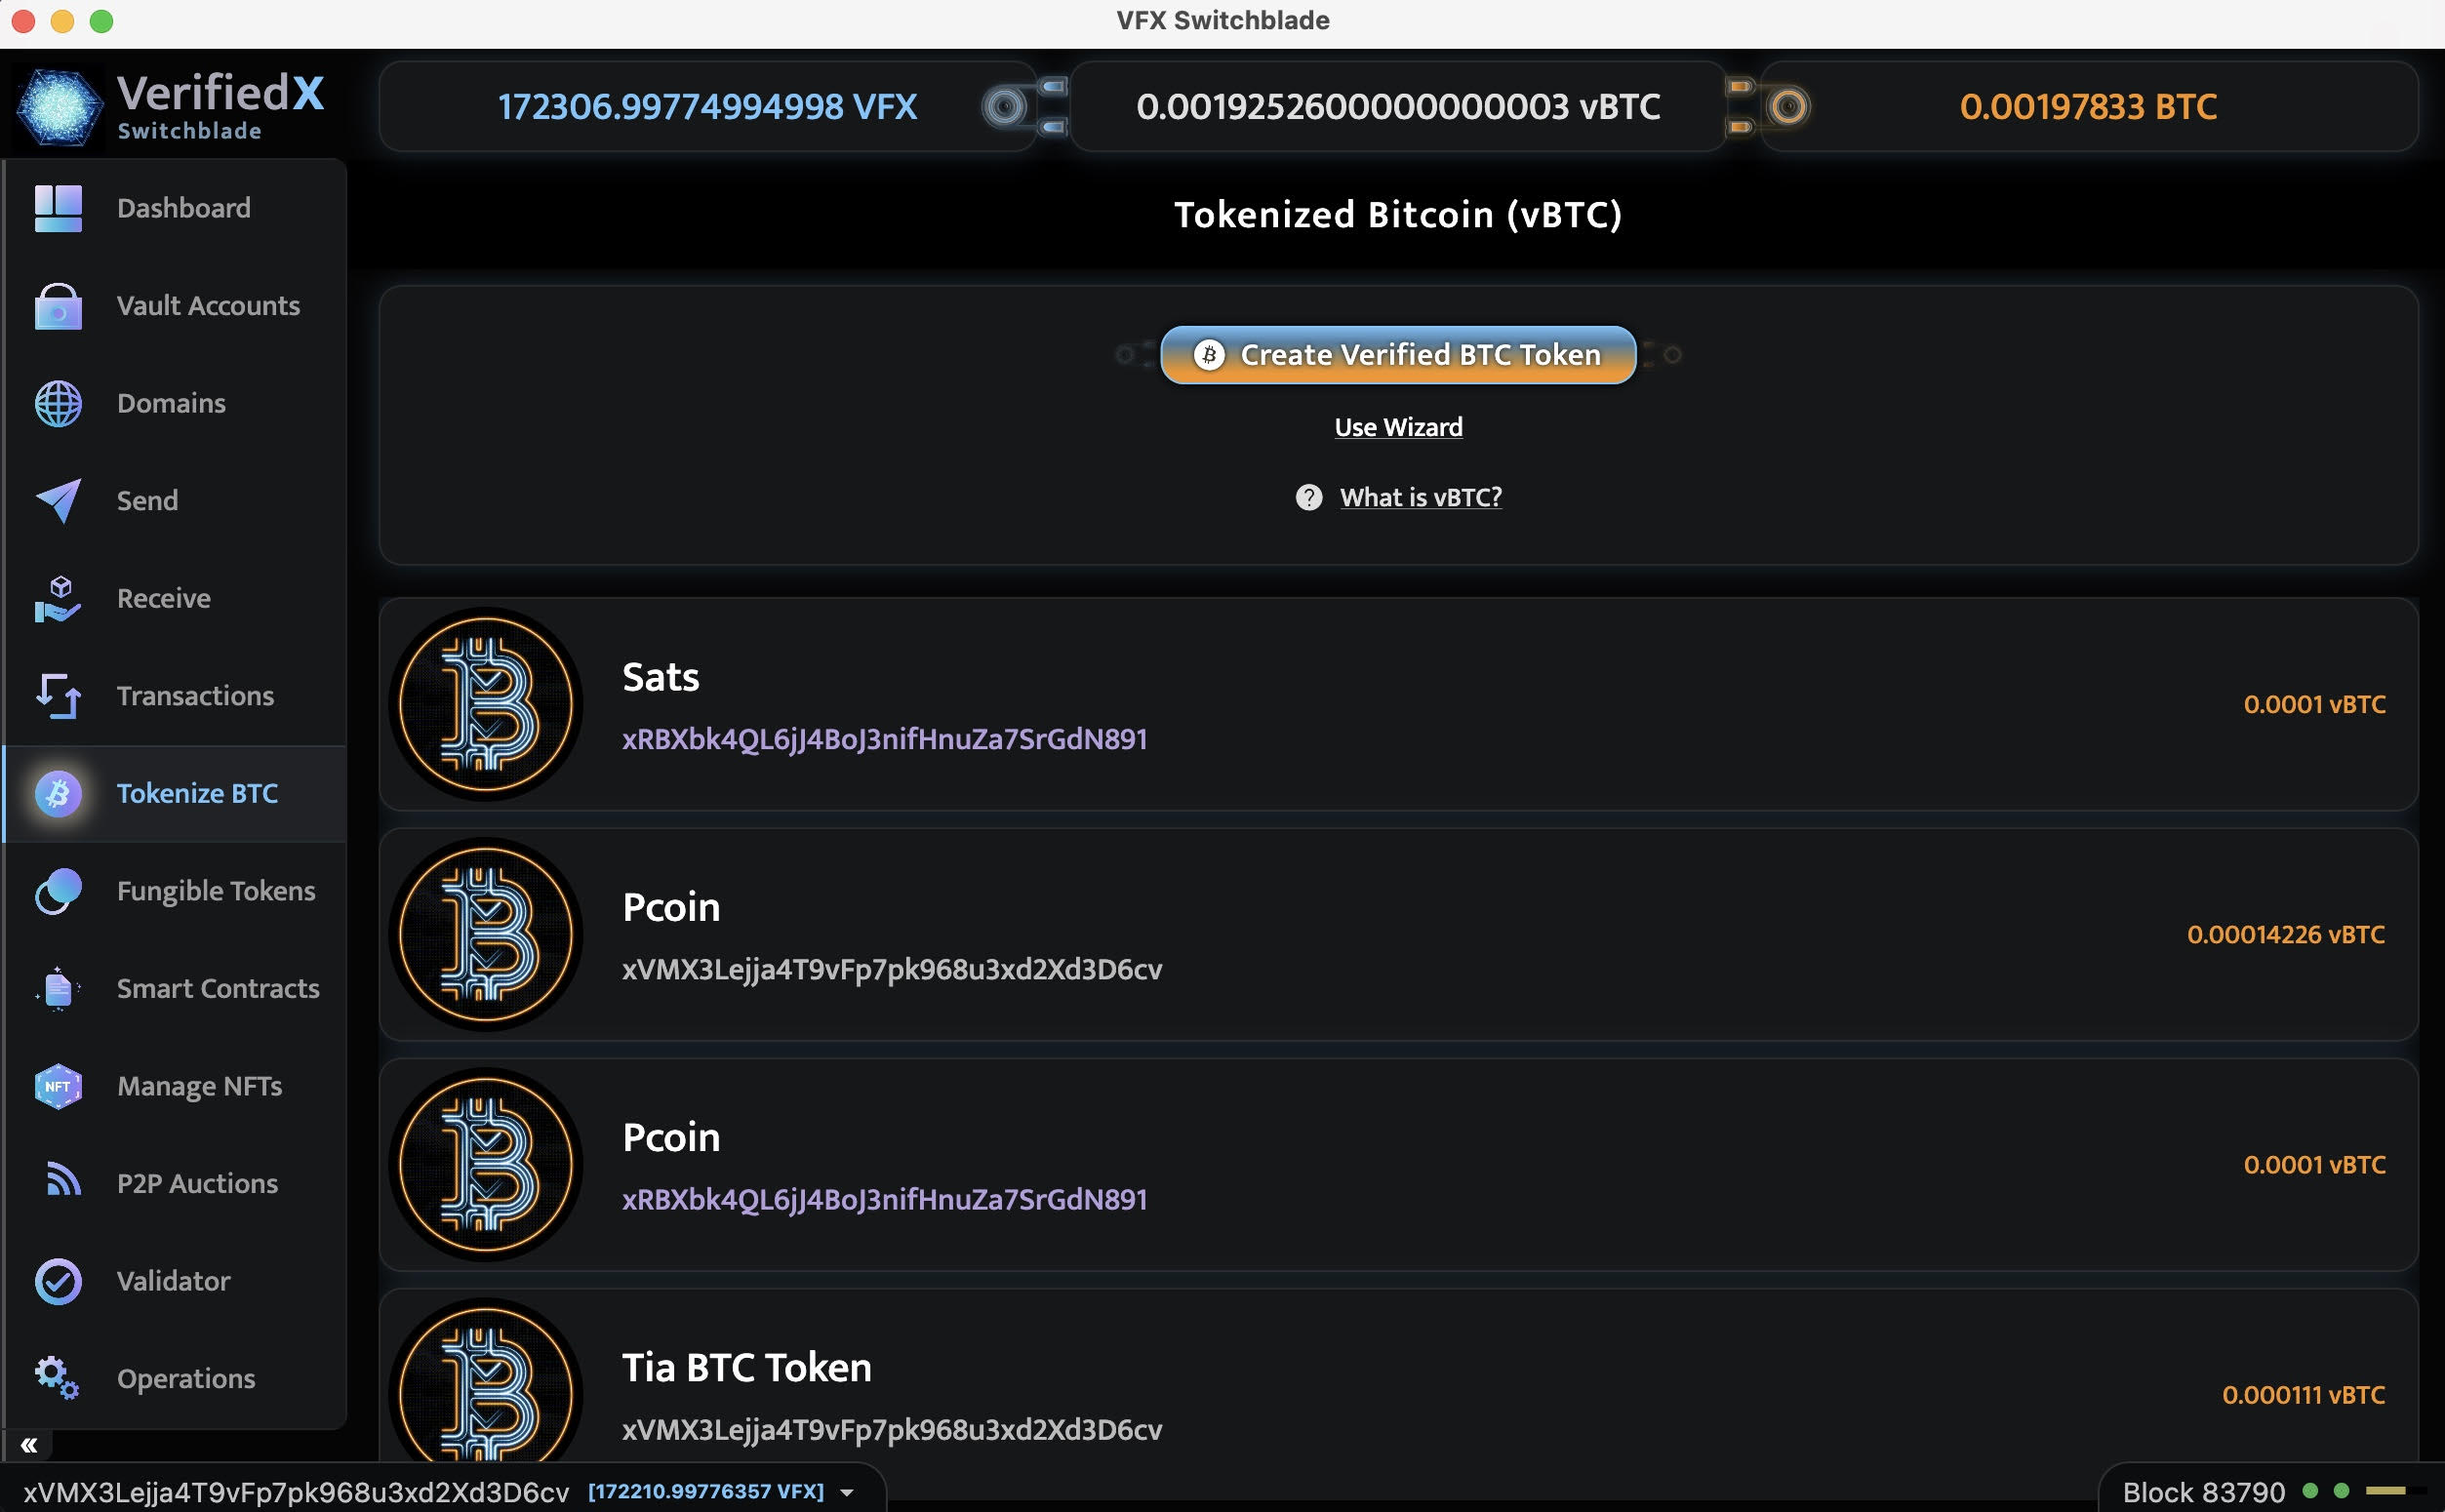 VFX Switchblade
VerifiedX
Switchblade
172306.99774994998 VFX
0.0019252600000000003 vBTC
0.00197833 BTC
Dashboard
Vault Accounts
Domains
Send
Receive
Transactions
Tokenize BTC
Fungible Tokens
Smart Contracts
NFT
Manage NFTs
P2P Auctions
Validator
Operations
«
Tokenized Bitcoin (vBTC)
Create Verified BTC Token
Use Wizard
? What is vBTC?
Sats
xRBXbk4QL6jJ4BoJ3nifHnuZa7SrGdN891
0.0001 vBTC
Pcoin
xVMX3Lejja4T9vFp7pk968u3xd2Xd3D6cv
0.00014226 vBTC
Pcoin
xRBXbk4QL6jJ4BoJ3nifHnuZa7SrGdN891
0.0001 vBTC
Tia BTC Token
xVMX3Lejja4T9vFp7pk968u3xd2Xd3D6cv
0.000111 vBTC
xVMX3Lejja4T9vFp7pk968u3xd2Xd3D6cv [172210.99776357 VFX]
Block 83790